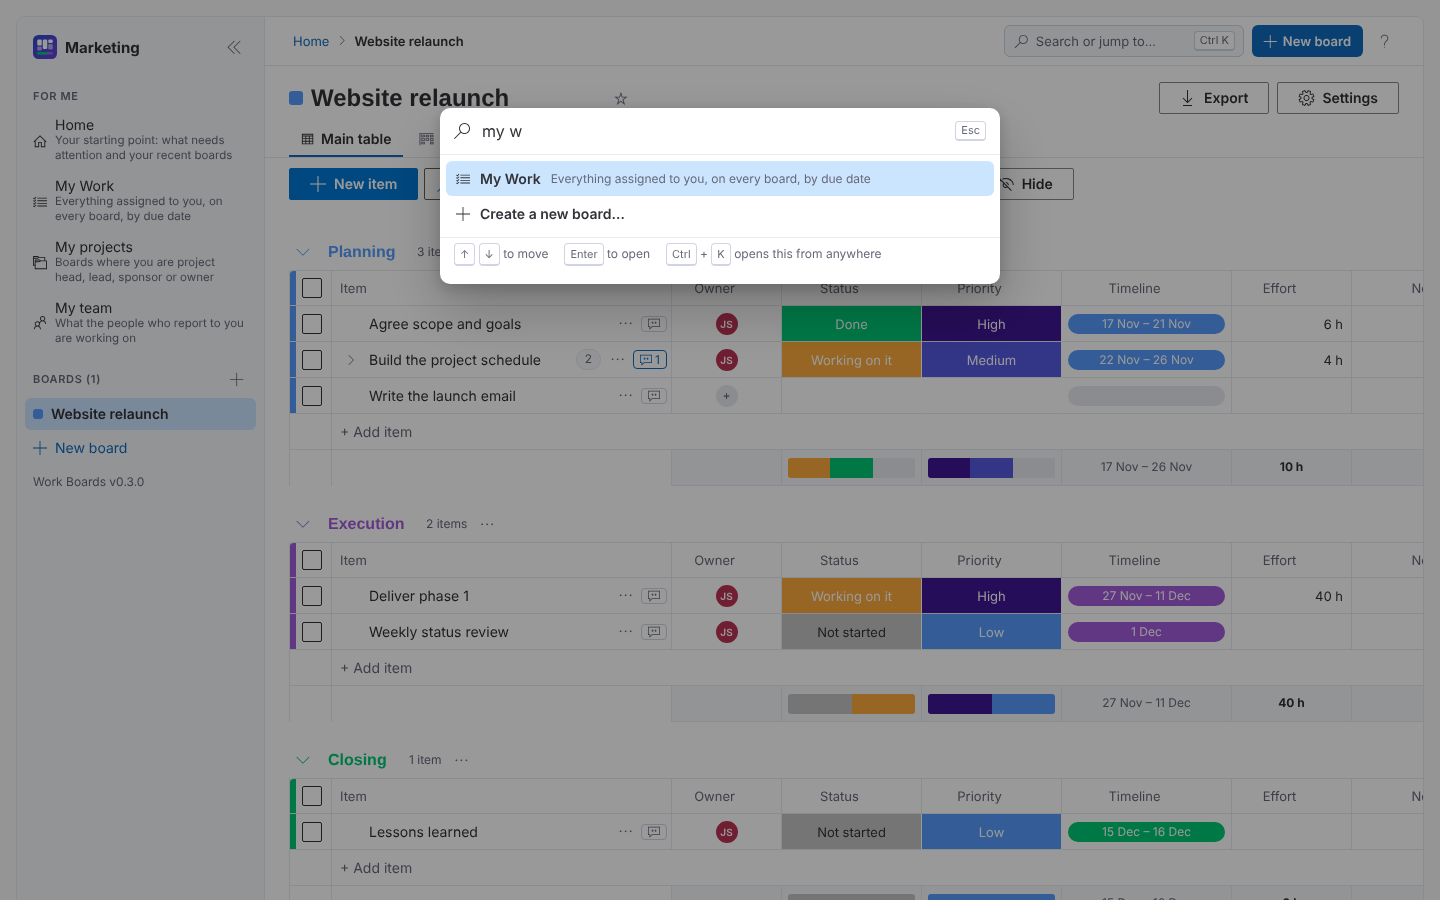 Marketing
FOR ME
Home
Your starting point: what needs
attention and your recent boards
My Work
Everything assigned to you, on
every board, by due date
My projects
Boards where you are project
head, lead, sponsor or owner
My team
What the people who report to you
are working on
BOARDS (1)
Website relaunch
New board
Work Boards v0.3.0
Home > Website relaunch
Search or jump to... Ctrl K
New board
?
Website relaunch
Export
Settings
Main table
New item
Hide
my w
Esc
My Work Everything assigned to you, on every board, by due date
Create a new board...
↑ ↓ to move Enter to open Ctrl + K opens this from anywhere
Planning
Item Owner Status Priority Timeline Effort
Agree scope and goals ... JS Done High 17 Nov – 21 Nov 6 h
Build the project schedule 2 ... 1 JS Working on it Medium 22 Nov – 26 Nov 4 h
Write the launch email ... +
+ Add item
17 Nov – 26 Nov 10 h
Execution 2 items ...
Item Owner Status Priority Timeline Effort
Deliver phase 1 ... JS Working on it High 27 Nov – 11 Dec 40 h
Weekly status review ... JS Not started Low 1 Dec
+ Add item
27 Nov – 11 Dec 40 h
Closing 1 item ...
Item Owner Status Priority Timeline Effort
Lessons learned ... JS Not started Low 15 Dec – 16 Dec
+ Add item